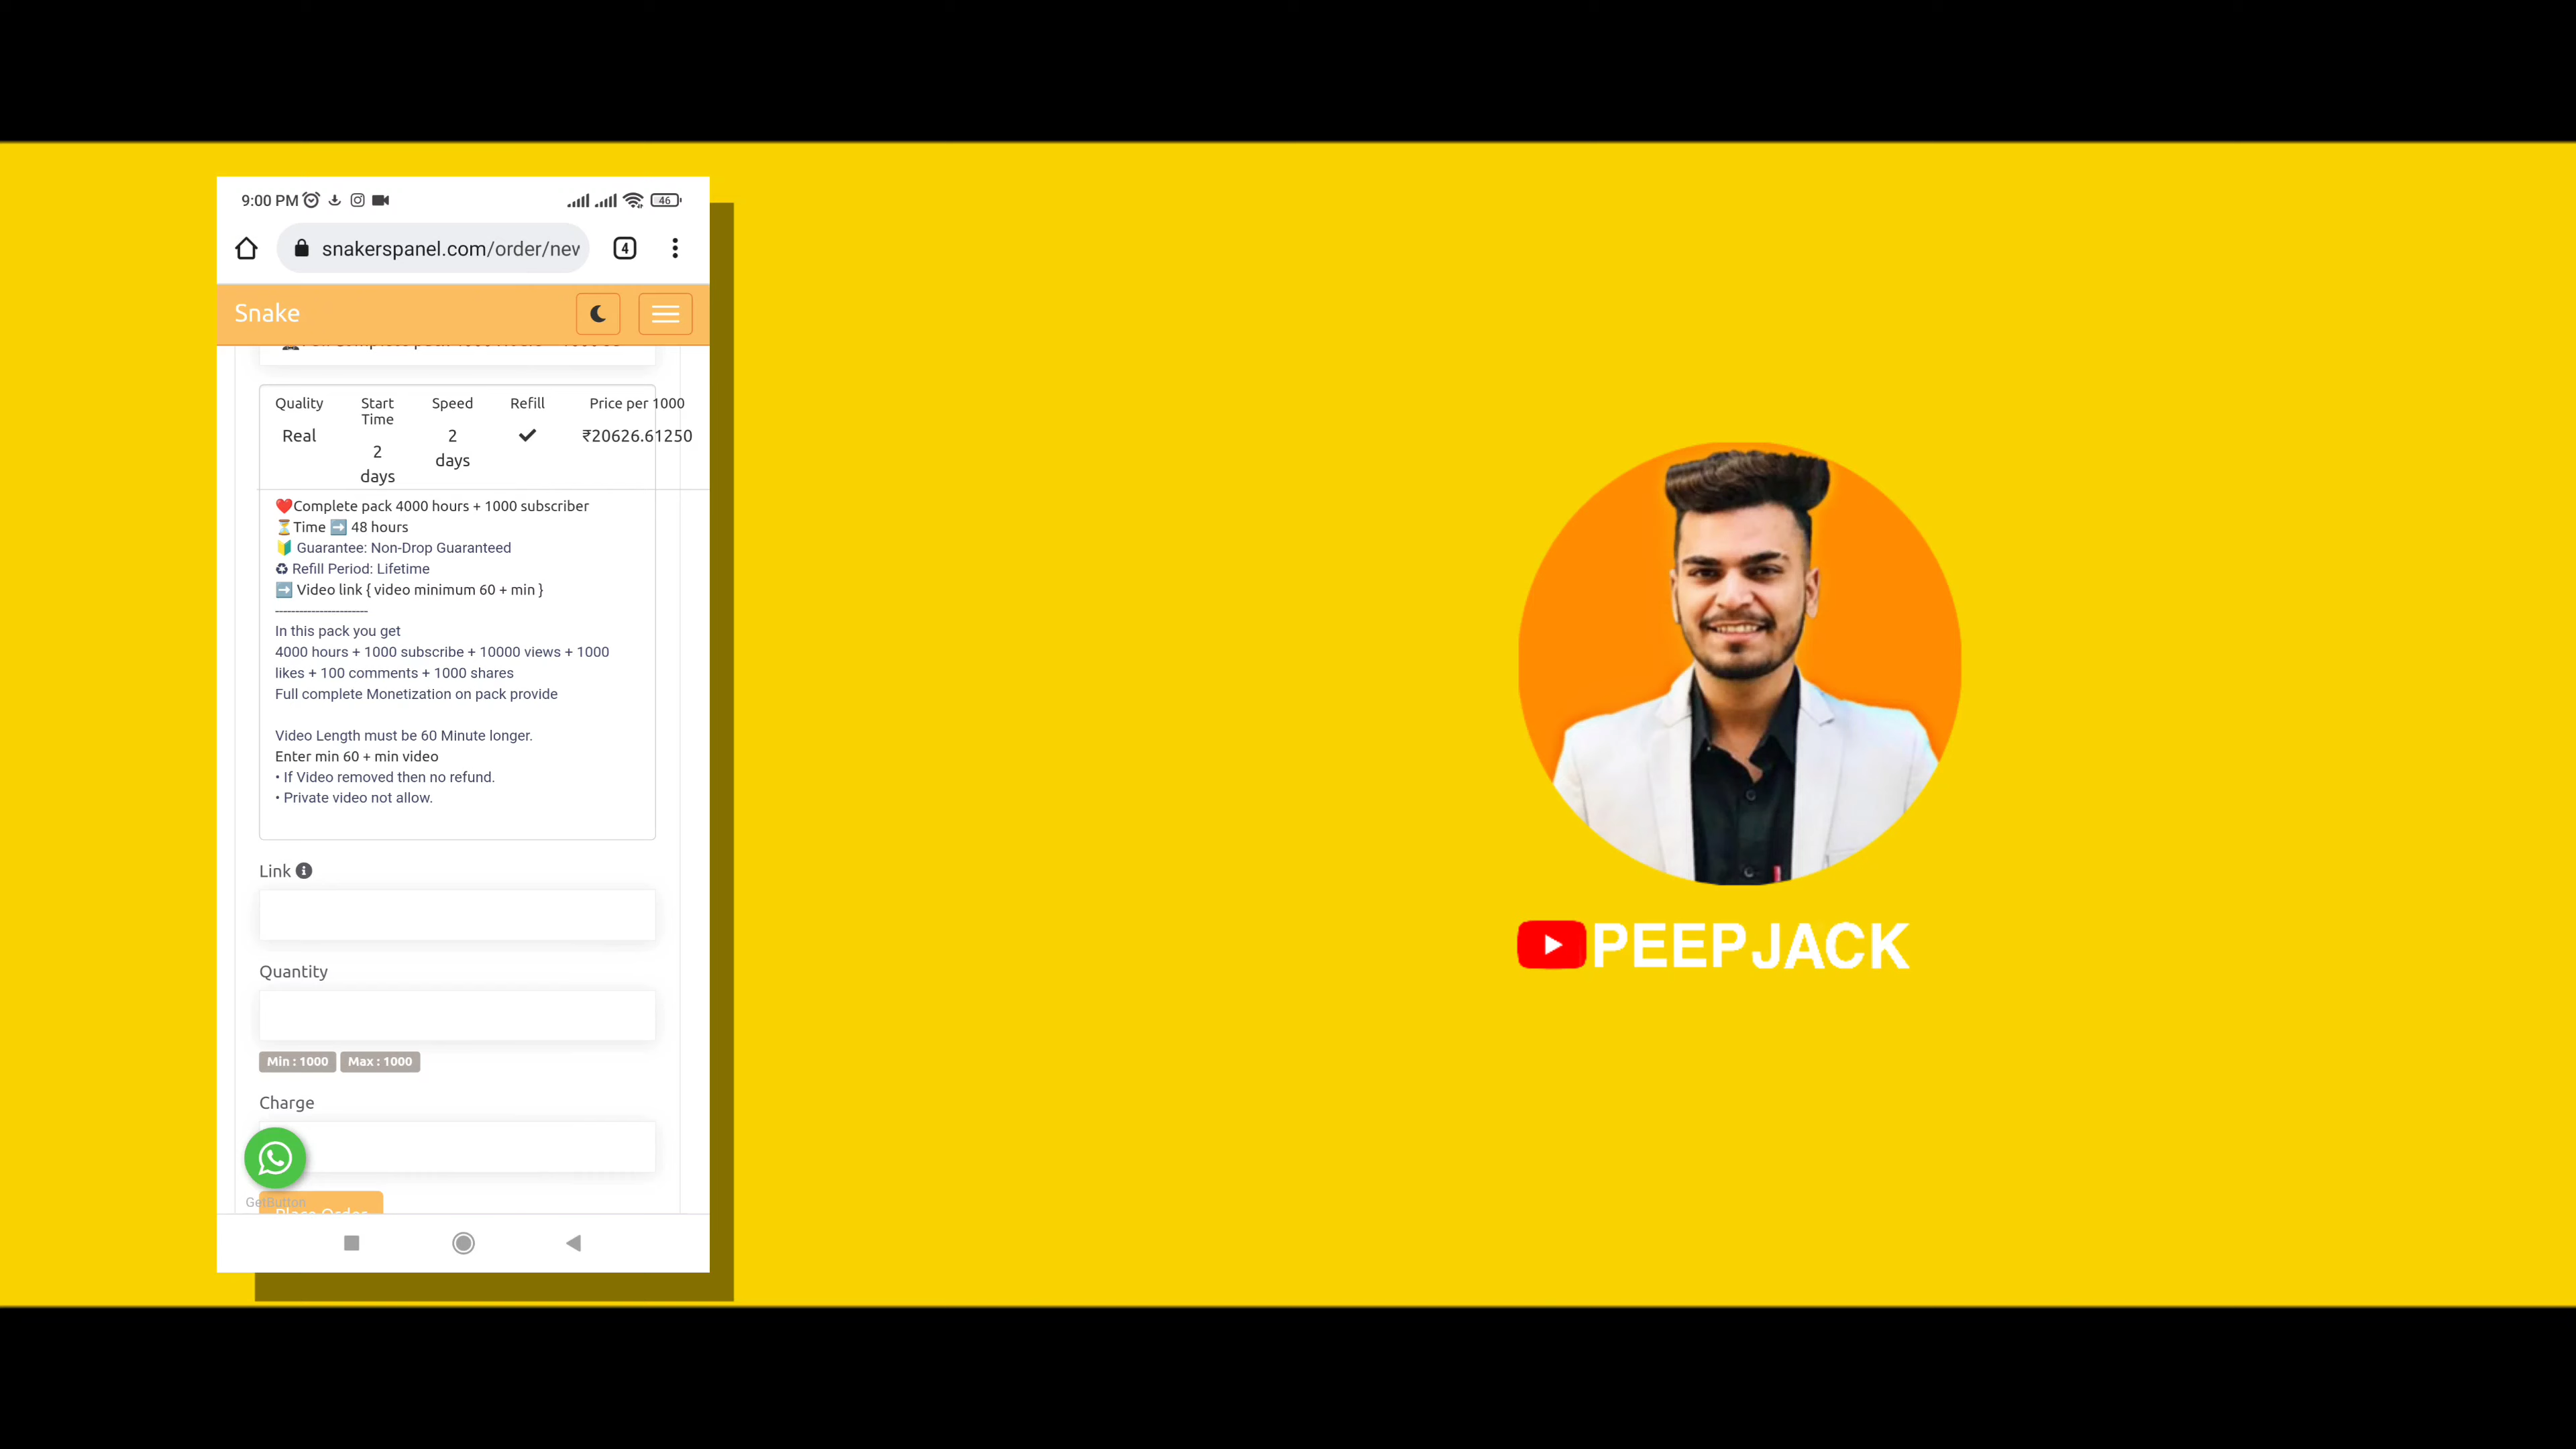 9:00 PM
46
snakerspanel.com/order/new
4
Snake
Quality Start Time Speed Refill Price per 1000
Real 2 days 2 days ✔ ₹20626.61250
❤️Complete pack 4000 hours + 1000 subscriber
⏳Time ➡️ 48 hours
🔰 Guarantee: Non-Drop Guaranteed
♻ Refill Period: Lifetime
➡️ Video link { video minimum 60 + min }
-----------------------
In this pack you get
4000 hours + 1000 subscribe + 10000 views + 1000
likes + 100 comments + 1000 shares
Full complete Monetization on pack provide
Video Length must be 60 Minute longer.
Enter min 60 + min video
• If Video removed then no refund.
• Private video not allow.
Link
Quantity
Min : 1000 Max : 1000
Charge
GetButton
Place Order
PEEPJACK